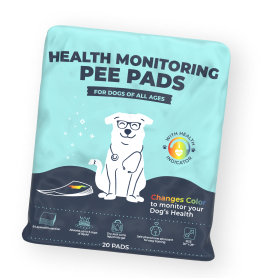 HEALTH MONITORING
PEE PADS
FOR DOGS OF ALL AGES
WITH HEALTH
INDICATOR
Changes Color
to monitor your
Dog's Health
20 PADS